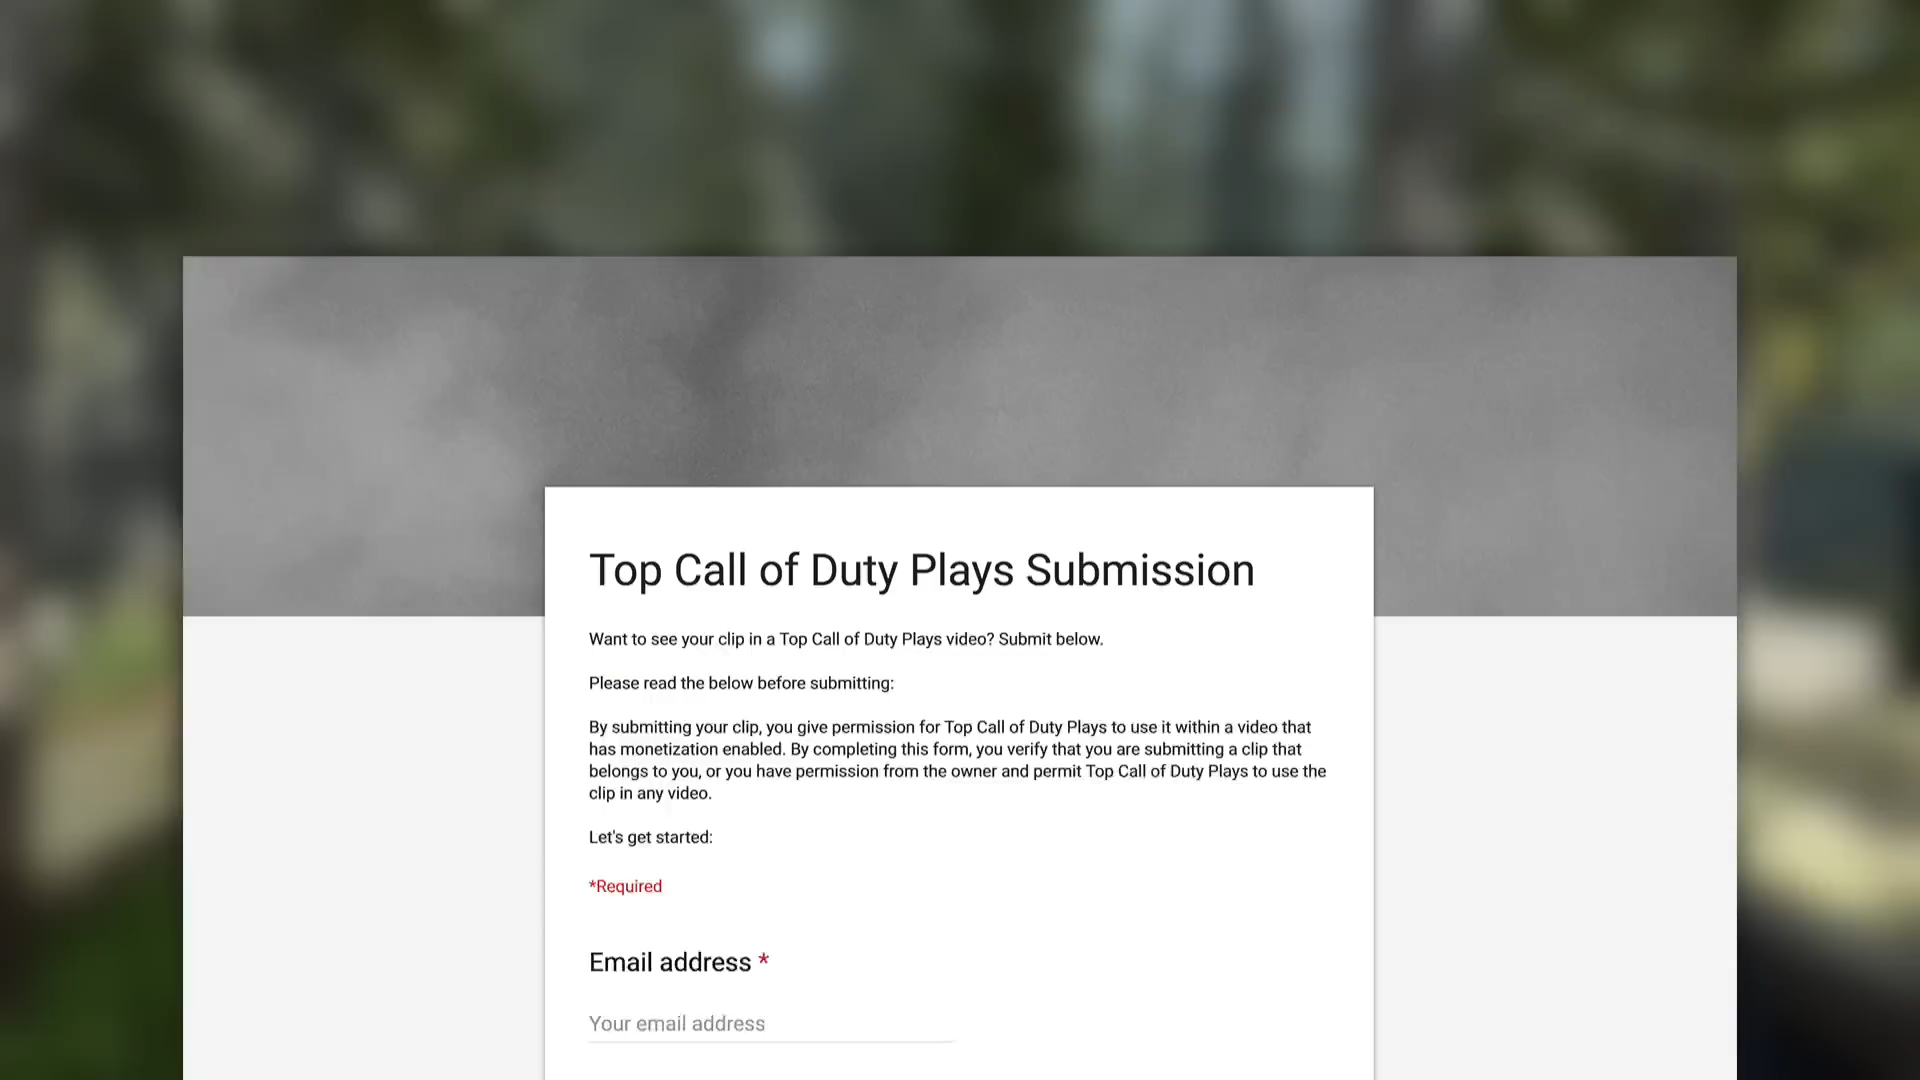 Top Call of Duty Plays Submission
Want to see your clip in a Top Call of Duty Plays video? Submit below.
Please read the below before submitting:
By submitting your clip, you give permission for Top Call of Duty Plays to use it within a video that
has monetization enabled. By completing this form, you verify that you are submitting a clip that
belongs to you, or you have permission from the owner and permit Top Call of Duty Plays to use the
clip in any video.
Let's get started:
*Required
Email address *
Your email address